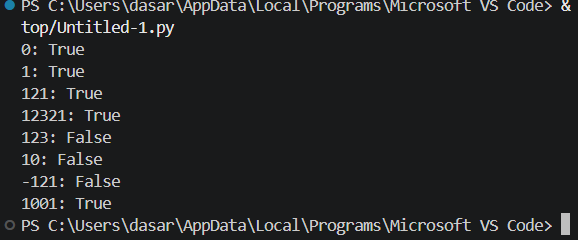 PS C:\Users\dasar\AppData\Local\Programs\Microsoft VS Code> &
top/Untitled-1.py
0: True
1: True
121: True
12321: True
123: False
10: False
-121: False
1001: True
PS C:\Users\dasar\AppData\Local\Programs\Microsoft VS Code>